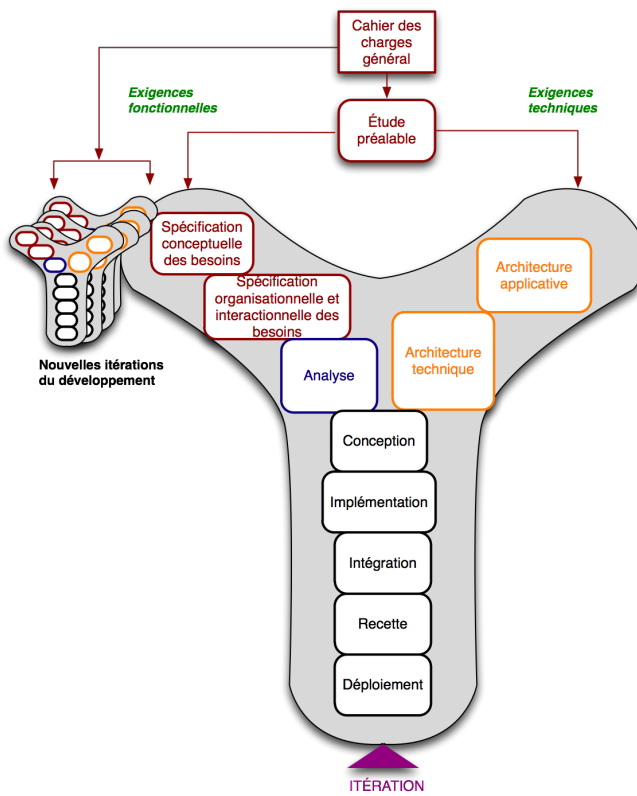 Cahier des
charges
général
Exigences
fonctionnelles
Exigences
techniques
Étude
préalable
Spécification
conceptuelle
des besoins
Spécification
organisationnelle et
interactionnelle des
besoins
Architecture
applicative
Nouvelles itérations
du développement
Analyse
Architecture
technique
Conception
Implémentation
Intégration
Recette
Déploiement
ITÉRATION